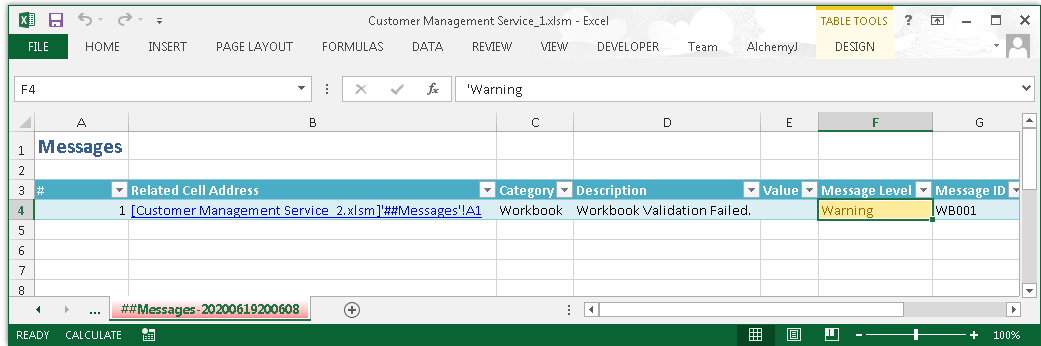 Customer Management Service_1.xlsm - Excel
TABLE TOOLS
?
FILE HOME INSERT PAGE LAYOUT FORMULAS DATA REVIEW VIEW DEVELOPER Team AlchemyJ DESIGN
F4 fx 'Warning
A B C D E F G
1 Messages
2
3 # Related Cell Address Category Description Value Message Level Message ID
4 1 [Customer Management Service_2.xlsm]'##Messages'!A1 Workbook Workbook Validation Failed. Warning WB001
5
6
7
8
... ##Messages-20200619200608
READY CALCULATE 100%